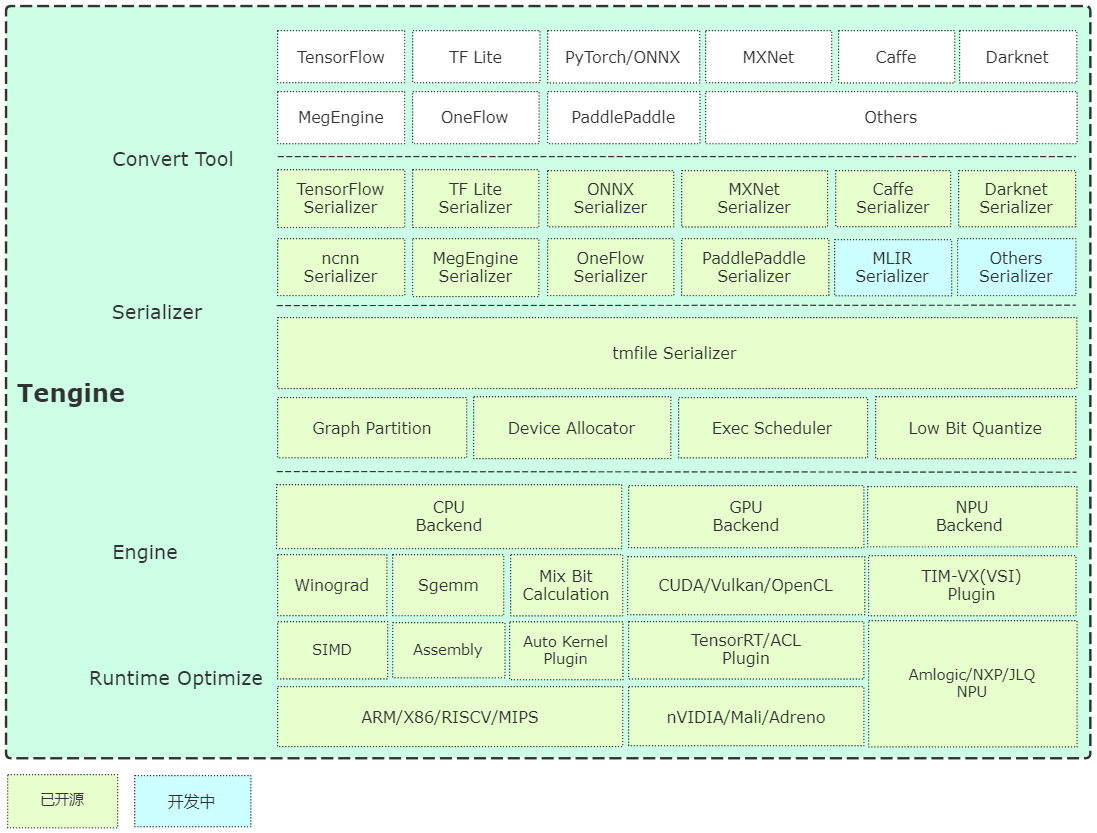 TensorFlow
TF Lite
PyTorch/ONNX
MXNet
Caffe
Darknet
MegEngine
OneFlow
PaddlePaddle
Others
Convert Tool
TensorFlow
Serializer
TF Lite
Serializer
ONNX
Serializer
MXNet
Serializer
Caffe
Serializer
Darknet
Serializer
ncnn
Serializer
MegEngine
Serializer
OneFlow
Serializer
PaddlePaddle
Serializer
MLIR
Serializer
Others
Serializer
Serializer
tmfile Serializer
Tengine
Graph Partition
Device Allocator
Exec Scheduler
Low Bit Quantize
CPU
Backend
GPU
Backend
NPU
Backend
Engine
Winograd
Sgemm
Mix Bit
Calculation
CUDA/Vulkan/OpenCL
TIM-VX(VSI)
Plugin
SIMD
Assembly
Auto Kernel
Plugin
TensorRT/ACL
Plugin
Amlogic/NXP/JLQ
NPU
Runtime Optimize
ARM/X86/RISCV/MIPS
nVIDIA/Mali/Adreno
已开源
开发中